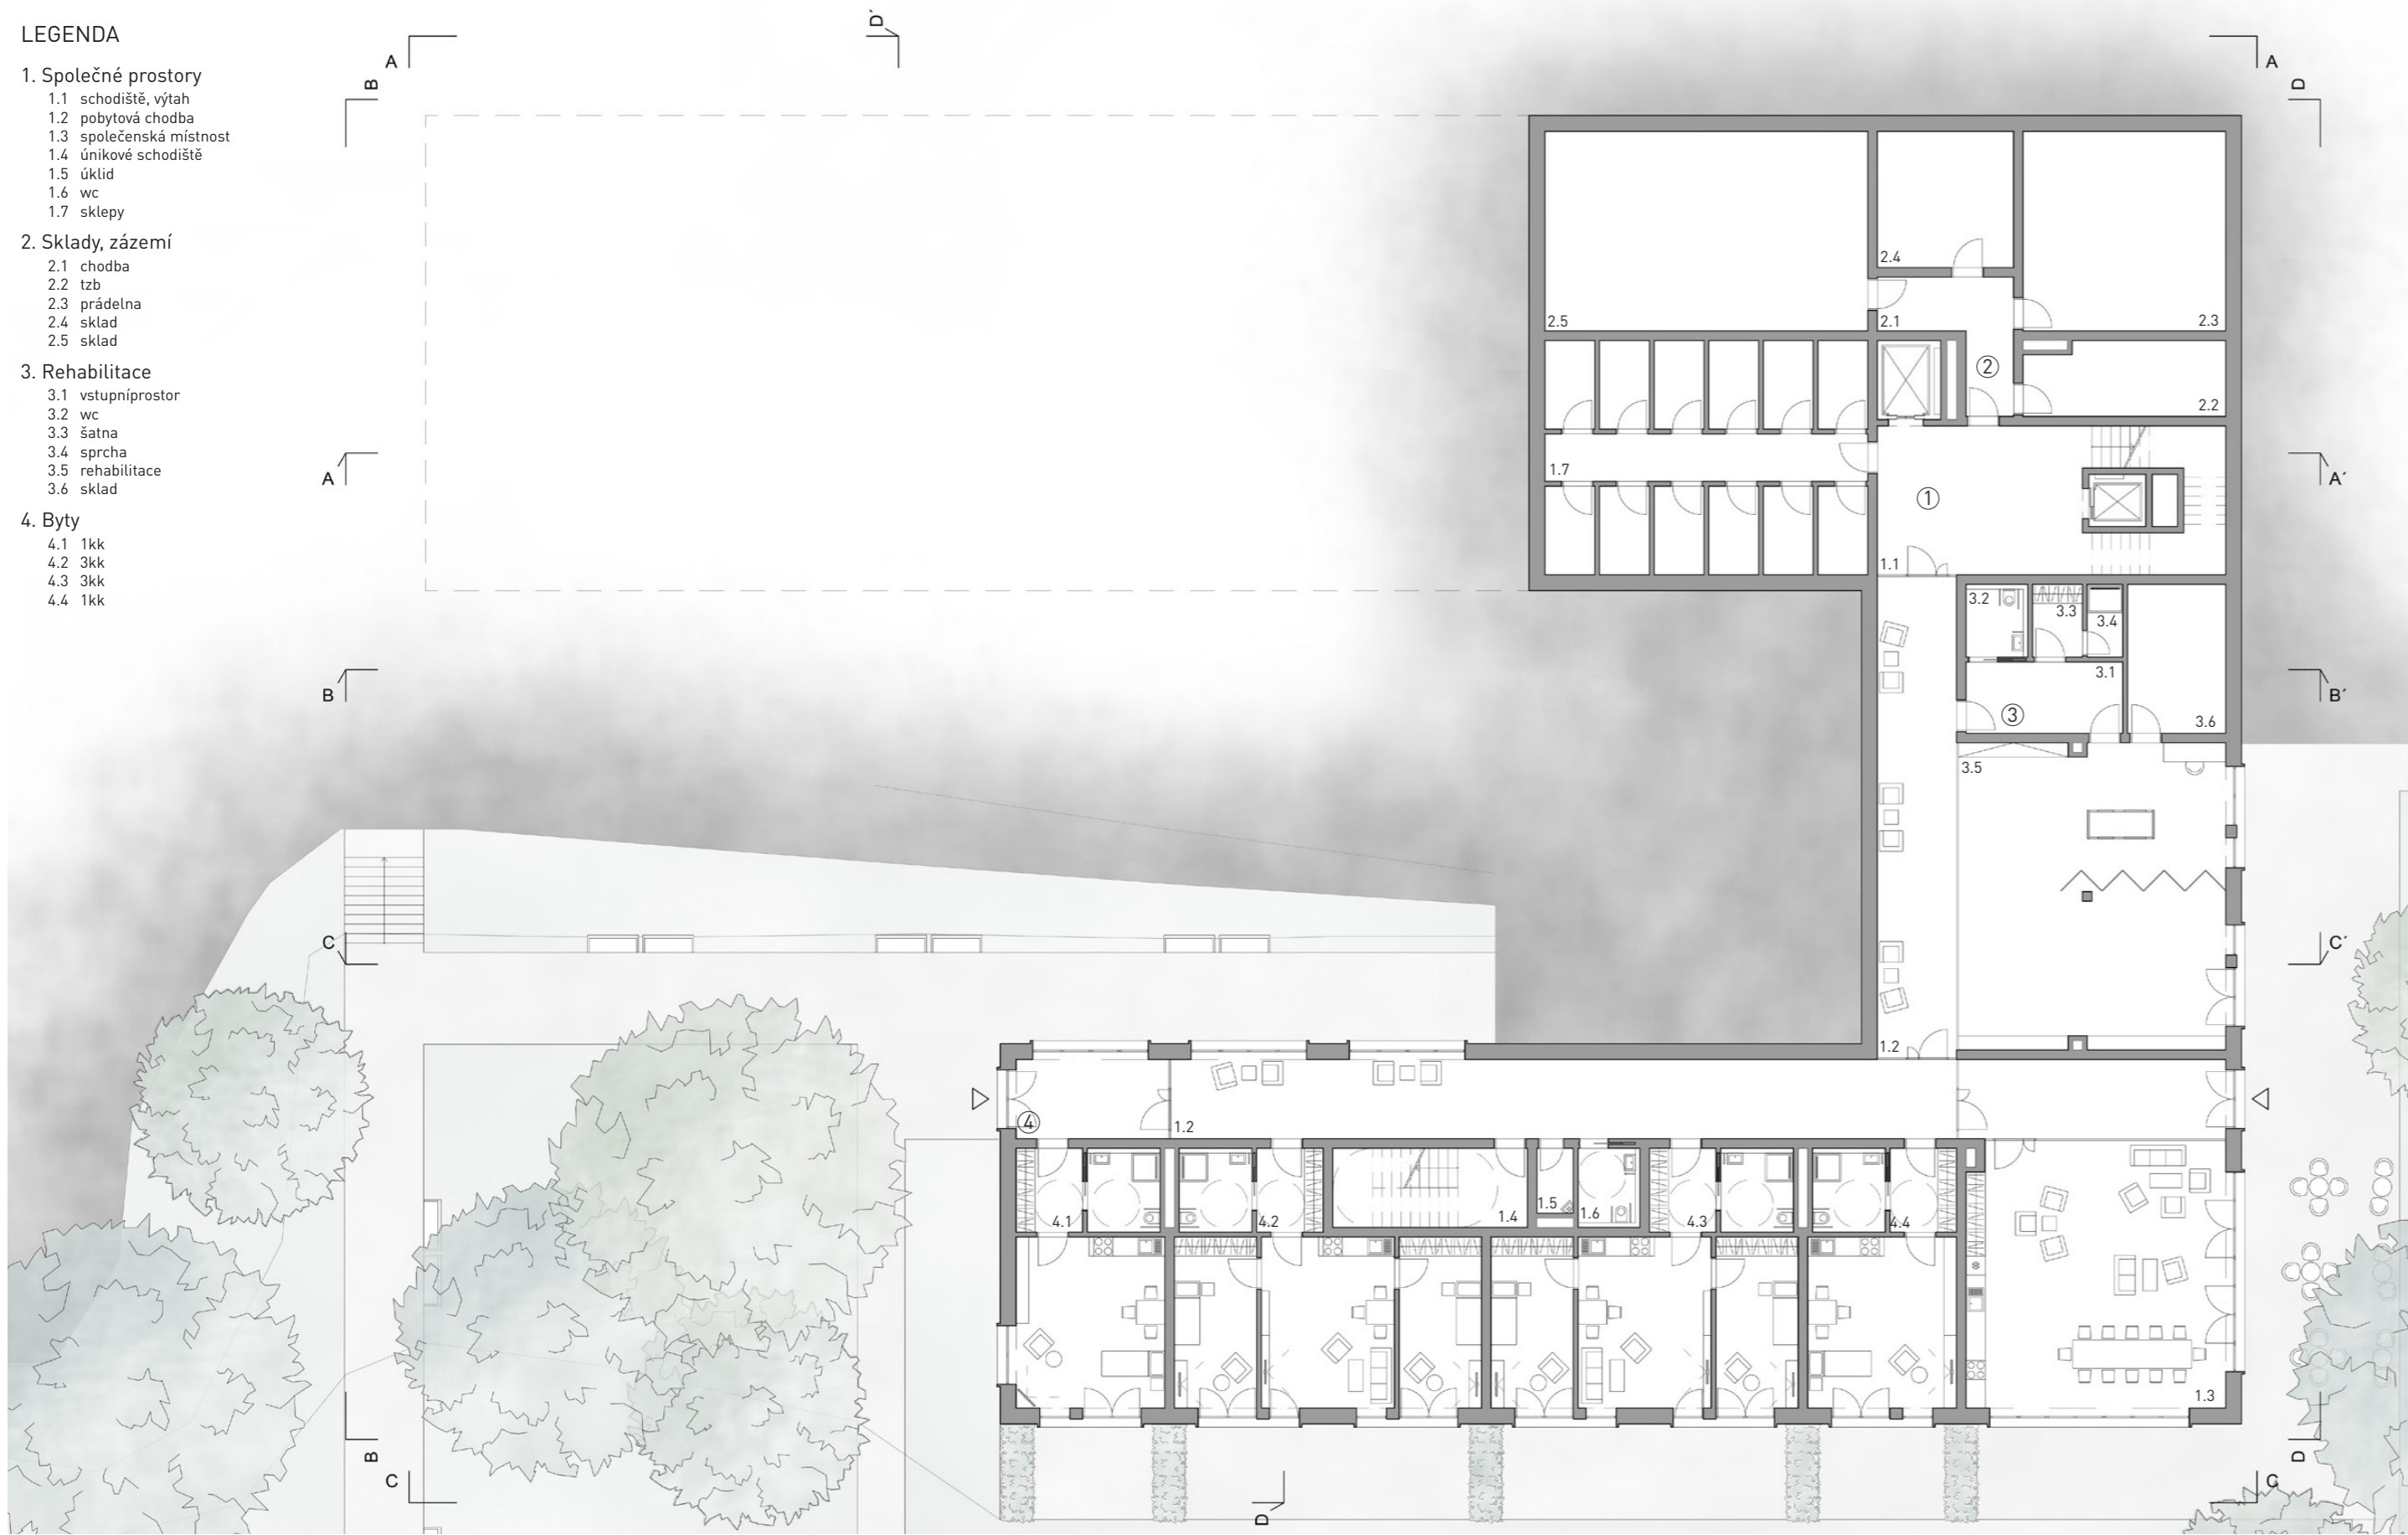 LEGENDA
1. Společné prostory
1.1 schodiště, výtah
1.2 pobytová chodba
1.3 společenská místnost
1.4 únikové schodiště
1.5 úklid
1.6 wc
1.7 sklepy
2. Sklady, zázemí
2.1 chodba
2.2 tzb
2.3 prádelna
2.4 sklad
2.5 sklad
3. Rehabilitace
3.1 vstupníprostor
3.2 wc
3.3 šatna
3.4 sprcha
3.5 rehabilitace
3.6 sklad
4. Byty
4.1 1kk
4.2 3kk
4.3 3kk
4.4 1kk
A
B
D´
A
D
2.4
2.5
2.1
2.3
2
2.2
A
1.7
A´
1
1.1
3.2
3.3
3.4
3.1
B
B´
3
3.6
3.5
C
C´
1.2
4
1.2
4.1
4.2
1.4
1.5
1.6
4.3
4.4
1.3
B
D
C
C
D